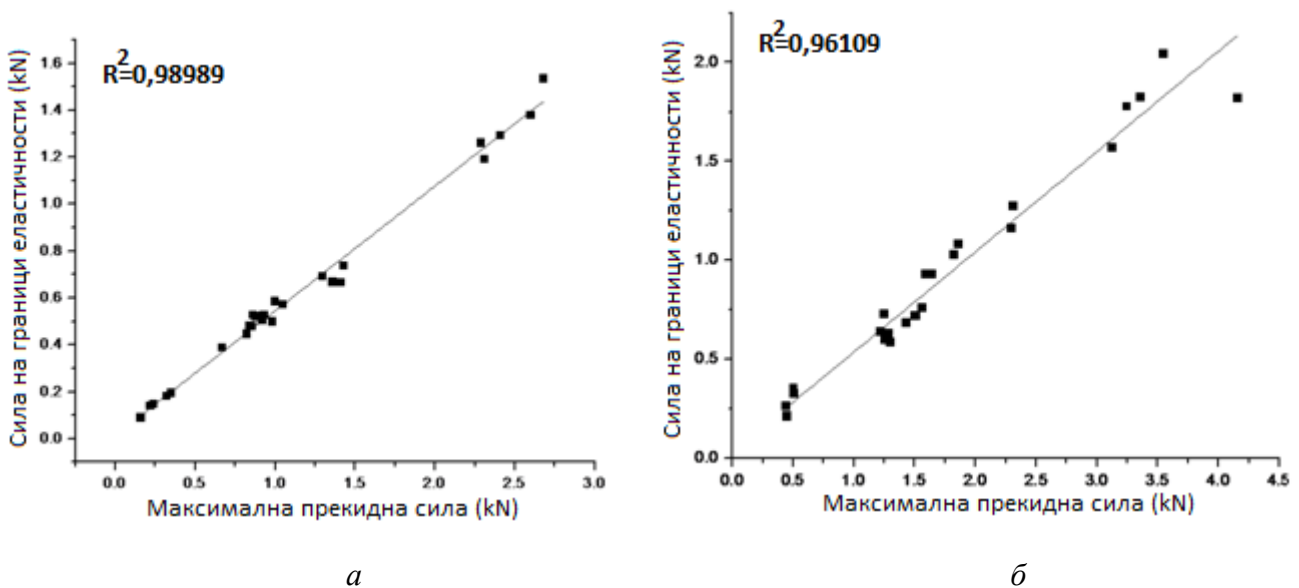 Сила на граници еластичности (kN)
R²=0,98989
1.6
1.4
1.2
1.0
0.8
0.6
0.4
0.2
0.0
0.0 0.5 1.0 1.5 2.0 2.5 3.0
Максимална прекидна сила (kN)
а
Сила на граници еластичности (kN)
R²=0,96109
2.0
1.5
1.0
0.5
0.0
0.0 0.5 1.0 1.5 2.0 2.5 3.0 3.5 4.0 4.5
Максимална прекидна сила (kN)
б